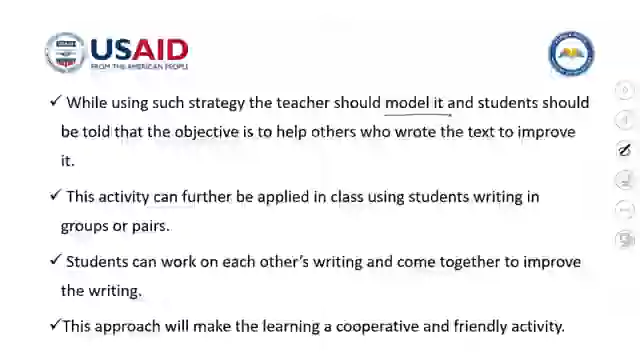 USAID
FROM THE AMERICAN PEOPLE
✓ While using such strategy the teacher should model it and students should
be told that the objective is to help others who wrote the text to improve
it.
✓ This activity can further be applied in class using students writing in
groups or pairs.
✓ Students can work on each other's writing and come together to improve
the writing.
✓This approach will make the learning a cooperative and friendly activity.